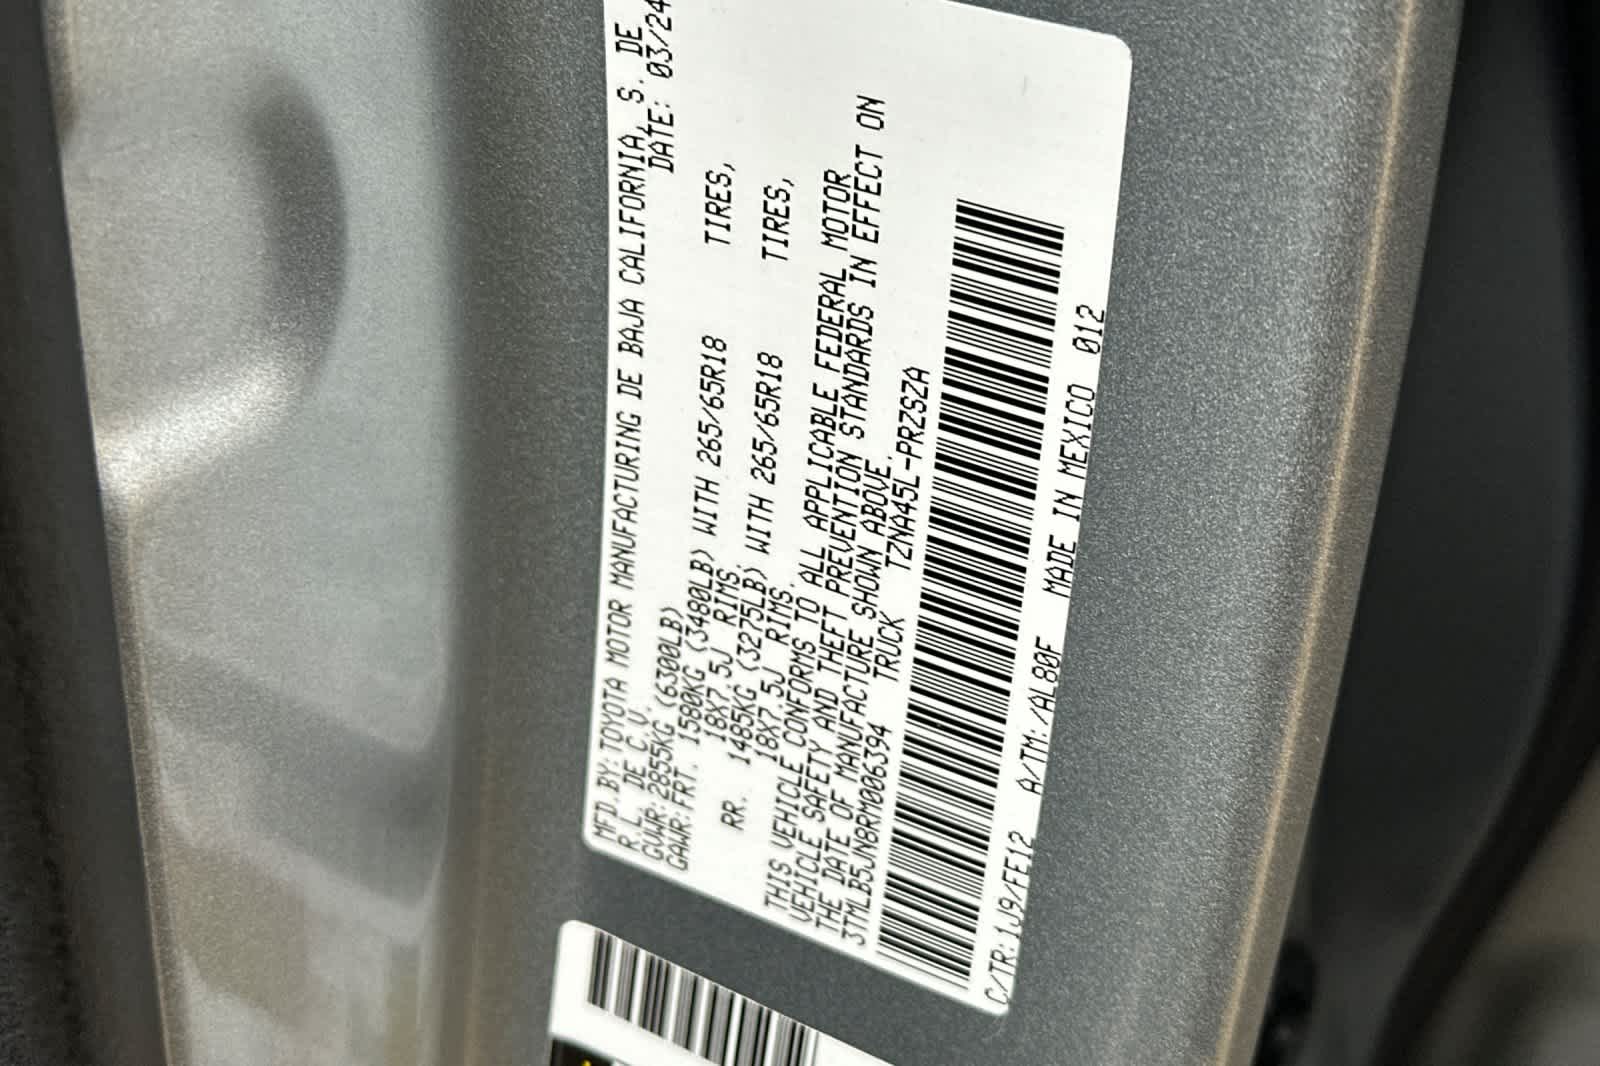 MFD.BY:TOYOTA MOTOR MANUFACTURING DE BAJA CALIFORNIA, S. DE
R.L. DE C.V. DATE: 03/24
GVWR:2855KG (6300LB)
GAWR:FRT. 1580KG (3480LB) WITH 265/65R18 TIRES,
18X7.5J RIMS.
RR. 1485KG (3275LB) WITH 265/65R18 TIRES,
18X7.5J RIMS.
THIS VEHICLE CONFORMS TO ALL APPLICABLE FEDERAL MOTOR
VEHICLE SAFETY AND THEFT PREVENTION STANDARDS IN EFFECT ON
THE DATE OF MANUFACTURE SHOWN ABOVE.
3TMLB5JN8RM006394 TRUCK TZNA45L-PRZSZA
C/TR:1J9/FE12 A/TM:/AL80F MADE IN MEXICO 012